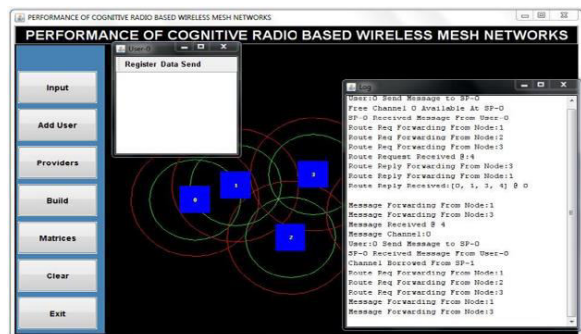 PERFORMANCE OF COGNITIVE RADIO BASED WIRELESS MESH NETWORKS
PERFORMANCE OF COGNITIVE RADIO BASED WIRELESS MESH NETWORKS
User-0
Register Data Send
Input
Add User
Providers
Build
Matrices
Clear
Exit
0
1
2
3
Log
User:0 Send Message to SP-0
Free Channel 0 Available At SP-0
SP-0 Received Message From User-0
Route Req Forwarding From Node:1
Route Req Forwarding From Node:2
Route Req Forwarding From Node:3
Route Request Received @:4
Route Reply Forwarding From Node:3
Route Reply Forwarding From Node:1
Route Reply Received:[0, 1, 3, 4] @ 0
Message Forwarding From Node:1
Message Forwarding From Node:3
Message Received @ 4
Message Channel:0
User:0 Send Message to SP-0
SP-0 Received Message From User-0
Channel Borrowed From SP-1
Route Req Forwarding From Node:1
Route Req Forwarding From Node:2
Route Req Forwarding From Node:3
Message Forwarding From Node:1
Message Forwarding From Node:3